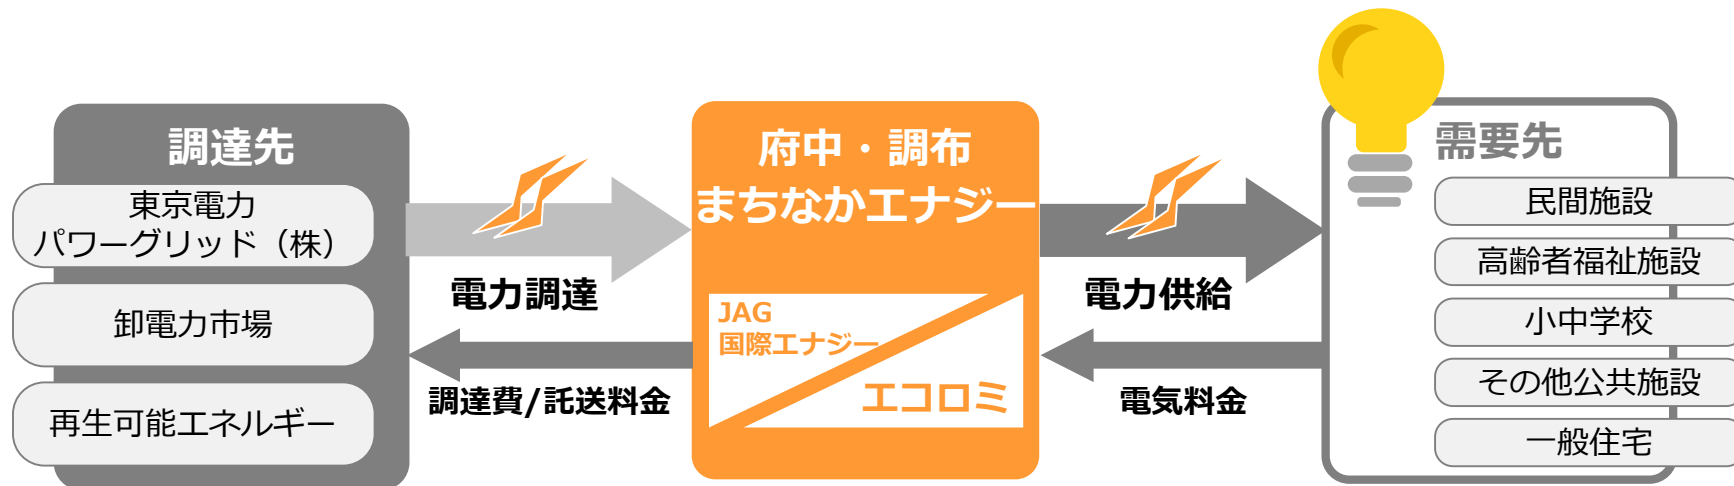 調達先
東京電力
パワーグリッド（株）
卸電力市場
再生可能エネルギー
電力調達
調達費/託送料金
府中・調布
まちなかエナジー
JAG
国際エナジー
エコロミ
電力供給
電気料金
需要先
民間施設
高齢者福祉施設
小中学校
その他公共施設
一般住宅